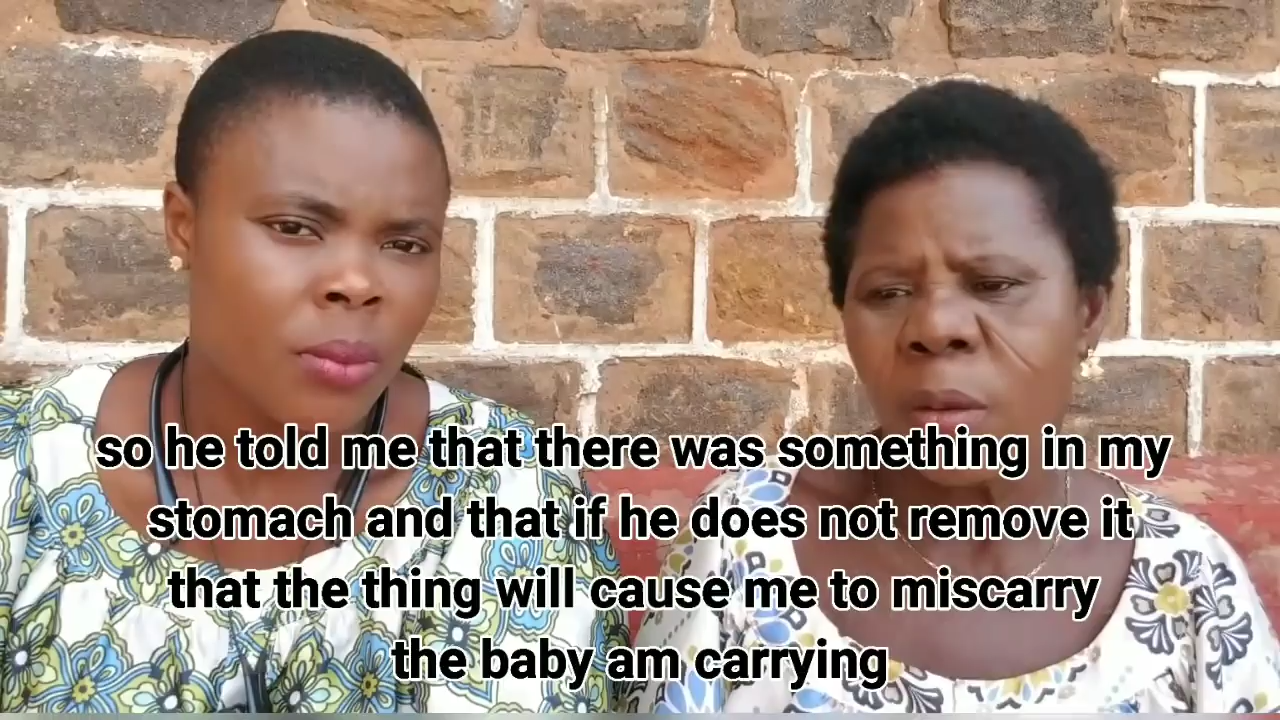 so he told me that there was something in my
stomach and that if he does not remove it
that the thing will cause me to miscarry
the baby am carrying